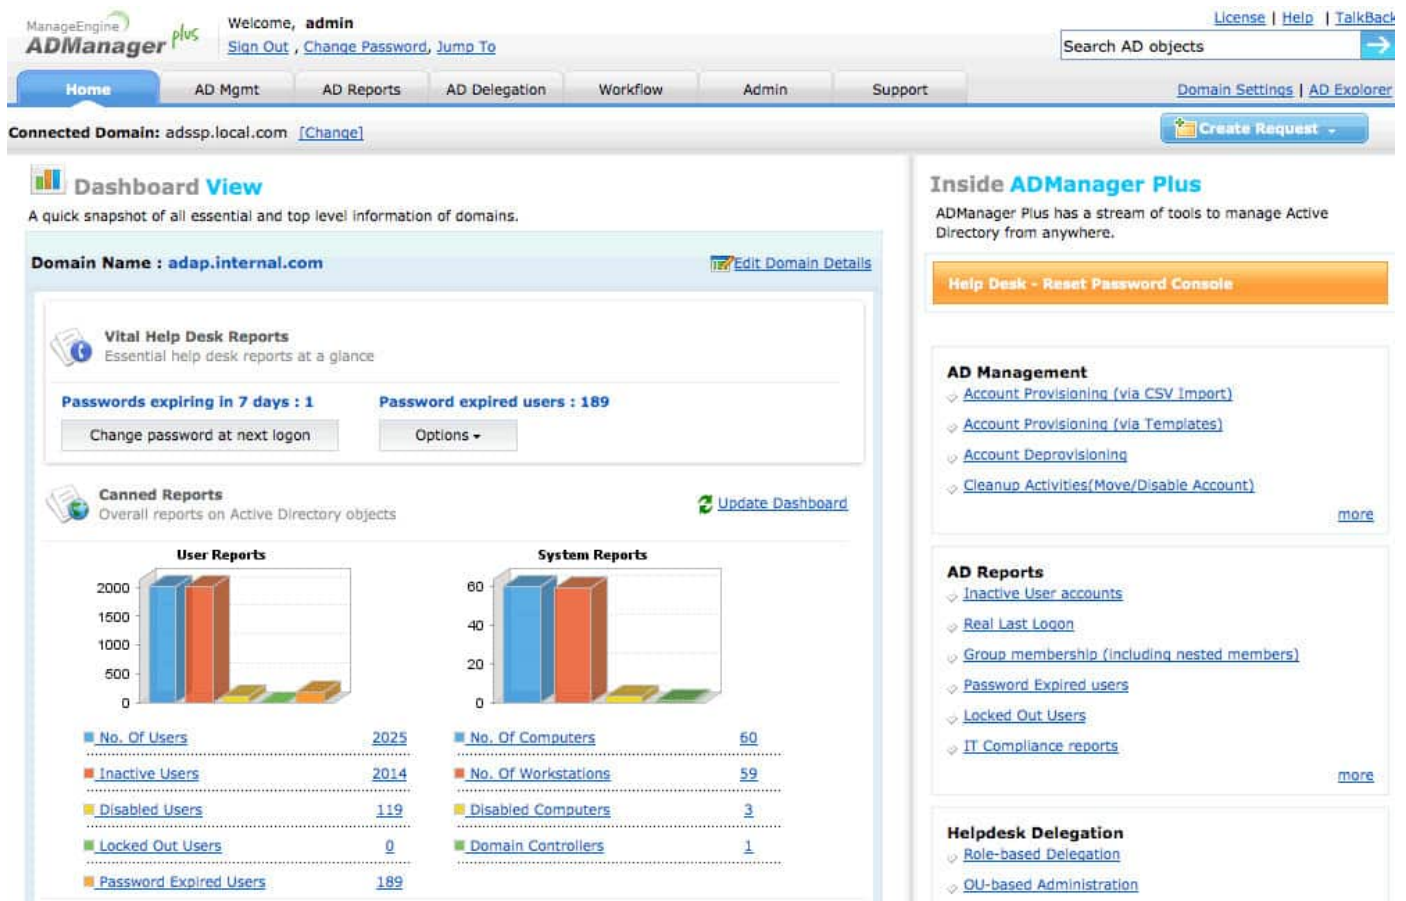 ManageEngine
ADManager plus
Welcome, admin
Sign Out , Change Password, Jump To
License | Help | TalkBack
Search AD objects
Home AD Mgmt AD Reports AD Delegation Workflow Admin Support
Domain Settings | AD Explorer
Connected Domain: adssp.local.com [Change]
Create Request
Dashboard View
A quick snapshot of all essential and top level information of domains.
Domain Name : adap.internal.com
Edit Domain Details
Vital Help Desk Reports
Essential help desk reports at a glance
Passwords expiring in 7 days : 1 Password expired users : 189
Change password at next logon Options
Canned Reports
Overall reports on Active Directory objects
Update Dashboard
User Reports
2000
1500
1000
500
0
No. Of Users 2025
Inactive Users 2014
Disabled Users 119
Locked Out Users 0
Password Expired Users 189
System Reports
60
40
20
0
No. Of Computers 60
No. Of Workstations 59
Disabled Computers 3
Domain Controllers 1
Inside ADManager Plus
ADManager Plus has a stream of tools to manage Active
Directory from anywhere.
Help Desk - Reset Password Console
AD Management
Account Provisioning (via CSV Import)
Account Provisioning (via Templates)
Account Deprovisioning
Cleanup Activities(Move/Disable Account)
more
AD Reports
Inactive User accounts
Real Last Logon
Group membership (including nested members)
Password Expired users
Locked Out Users
IT Compliance reports
more
Helpdesk Delegation
Role-based Delegation
OU-based Administration